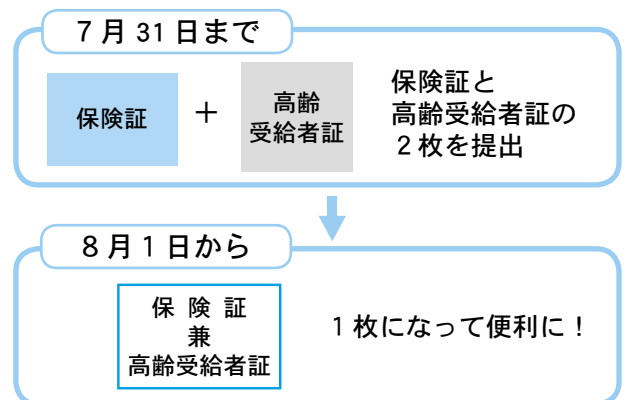 ７月31日まで
保険証
＋
高齢
受給者証
保険証と
高齢受給者証の
２枚を提出
８月１日から
保険証
兼
高齢受給者証
１枚になって便利に！